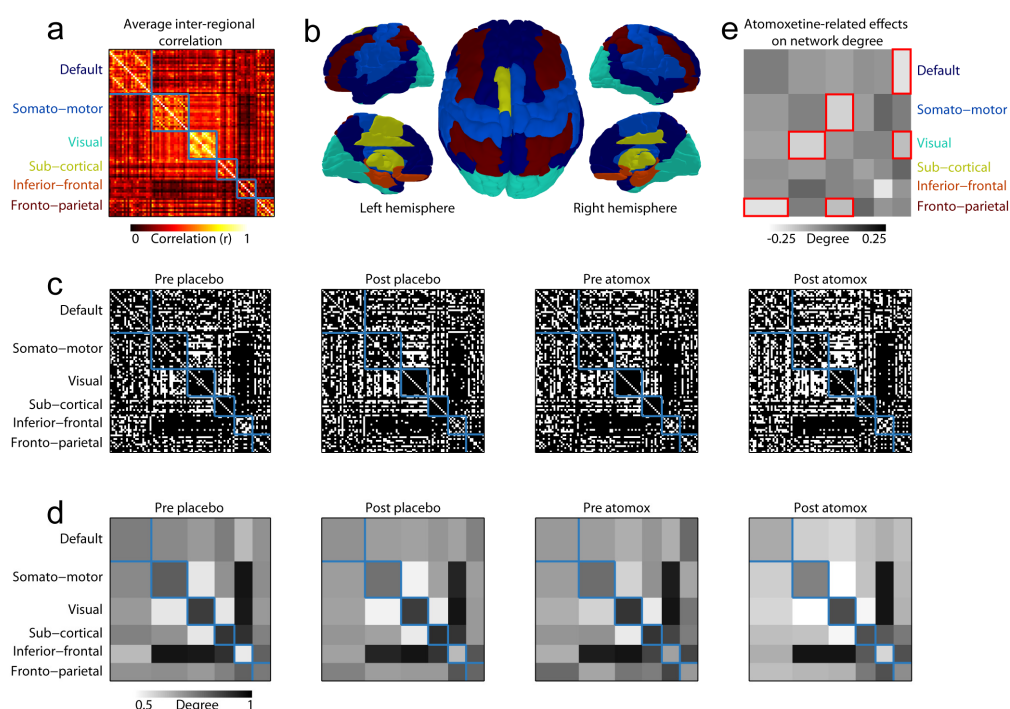 a
Average inter-regional
correlation
Default
Somato−motor
Visual
Sub−cortical
Inferior−frontal
Fronto−parietal
0 Correlation (r) 1
b
Left hemisphere
Right hemisphere
e
Atomoxetine-related effects
on network degree
Default
Somato−motor
Visual
Sub−cortical
Inferior−frontal
Fronto−parietal
-0.25 Degree 0.25
c
Pre placebo
Post placebo
Pre atomox
Post atomox
Default
Somato−motor
Visual
Sub−cortical
Inferior−frontal
Fronto−parietal
d
Pre placebo
Post placebo
Pre atomox
Post atomox
Default
Somato−motor
Visual
Sub−cortical
Inferior−frontal
Fronto−parietal
0.5 Degree 1